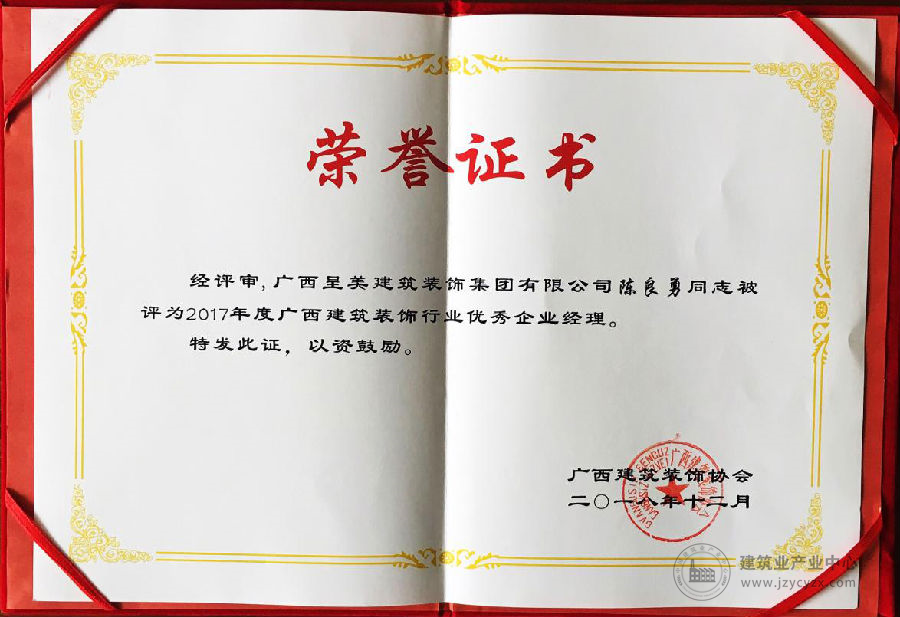 荣誉证书
经评审,广西呈美建筑装饰集团有限公司陈良勇同志被
评为2017年度广西建筑装饰行业优秀企业经理。
特发此证，以资鼓励。
广西建筑装饰协会
二〇一八年十二月
建筑业产业中心
www.jzycyzx.com